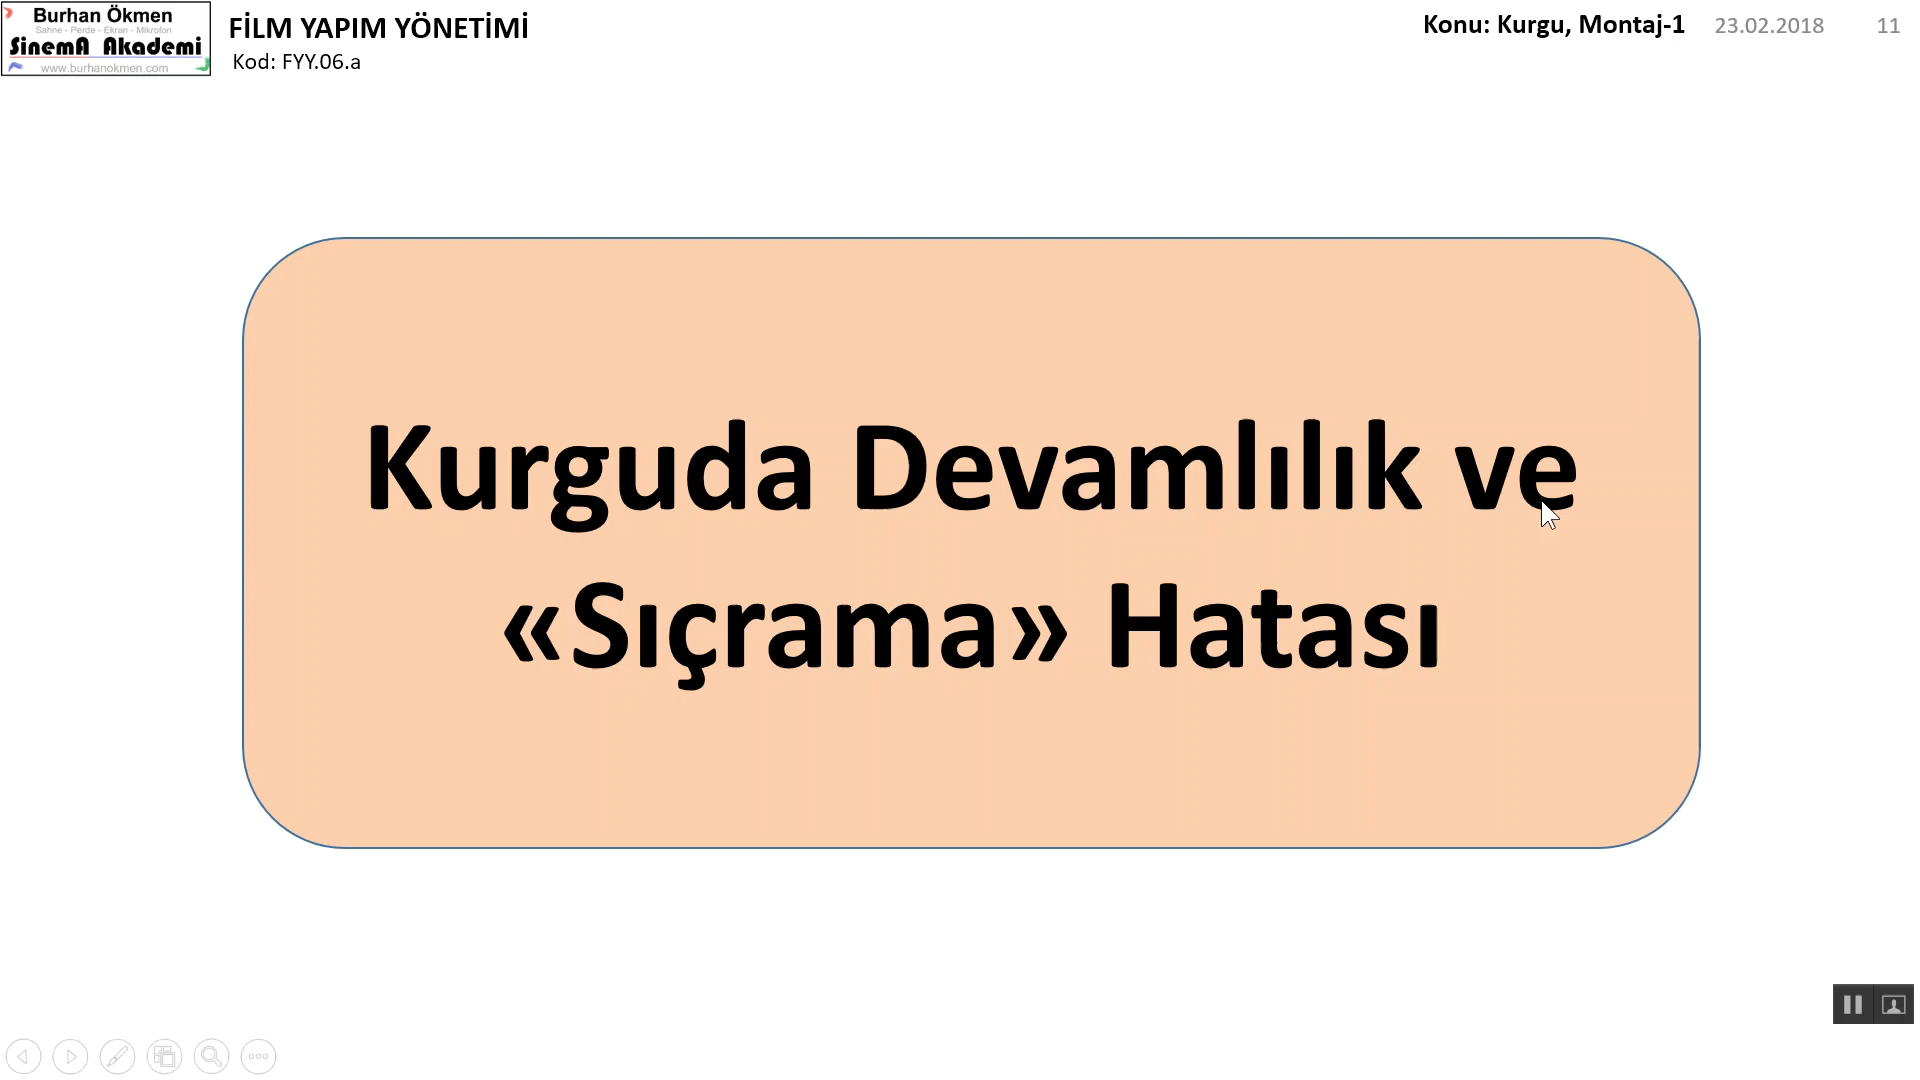 Burhan Ökmen
Sahne - Perde - Ekran - Mikrofon
SinemA Akademi
www.burhanokmen.com
FİLM YAPIM YÖNETİMİ
Kod: FYY.06.a
Konu: Kurgu, Montaj-1
23.02.2018
11
Kurguda Devamlılık ve
«Sıçrama» Hatası